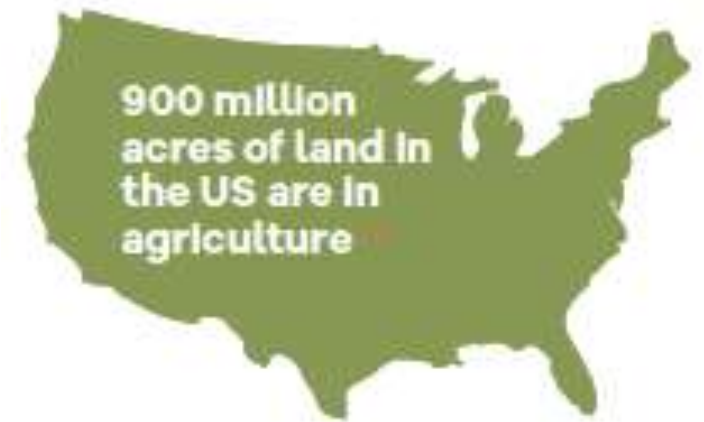 900 million
acres of land in
the US are in
agriculture